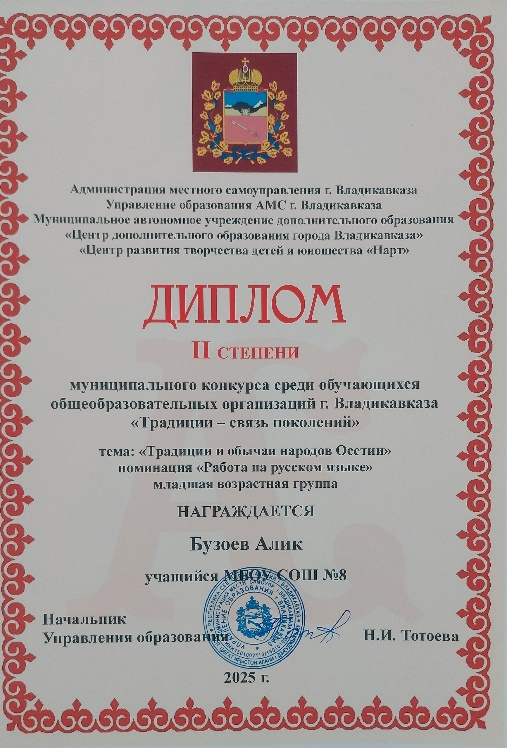 Администрация местного самоуправления г. Владикавказа
Управление образования АМС г. Владикавказа
Муниципальное автономное учреждение дополнительного образования
«Центр дополнительного образования города Владикавказа»
«Центр развития творчества детей и юношества «Нарт»
ДИПЛОМ
II СТЕПЕНИ
муниципального конкурса среди обучающихся
общеобразовательных организаций г. Владикавказа
«Традиции – связь поколений»
тема: «Традиции и обычаи народов Осетии»
номинация «Работа на русском языке»
младшая возрастная группа
НАГРАЖДАЕТСЯ
Бузоев Алик
учащийся МБОУ СОШ №8
Начальник
Управления образования Н.И. Тотоева
2025 г.